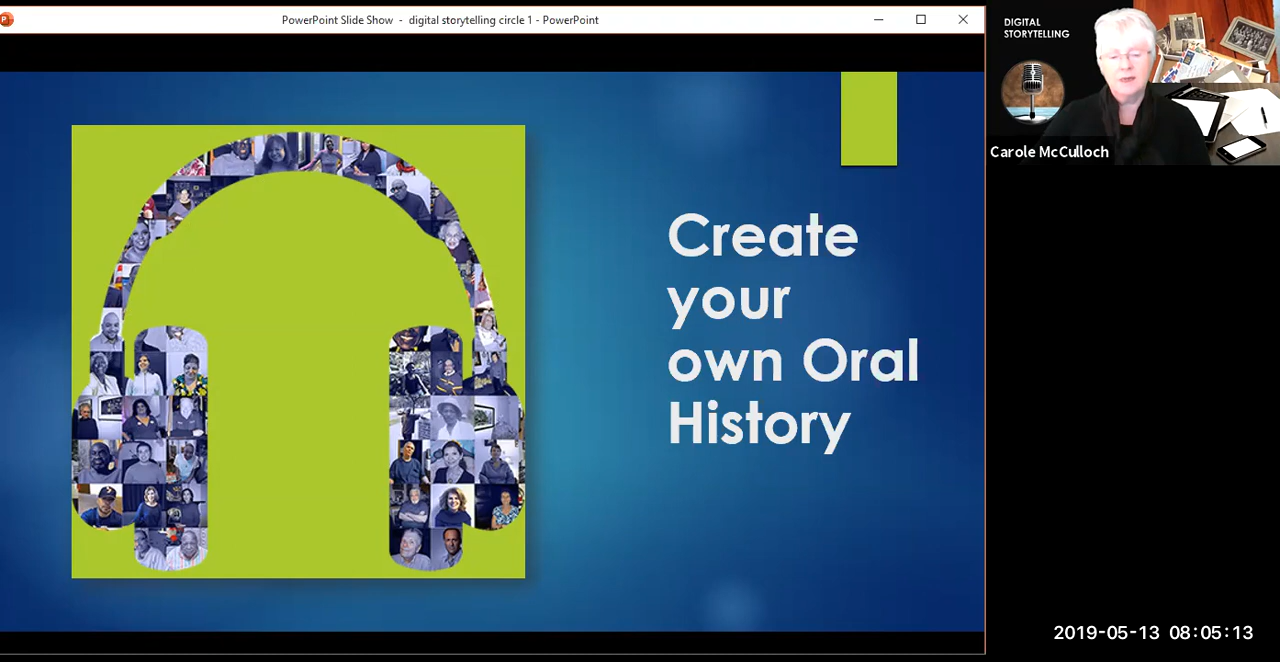 PowerPoint Slide Show - digital storytelling circle 1 - PowerPoint
DIGITAL
STORYTELLING
Carole McCulloch
Create
your
own Oral
History
2019-05-13 08:05:13